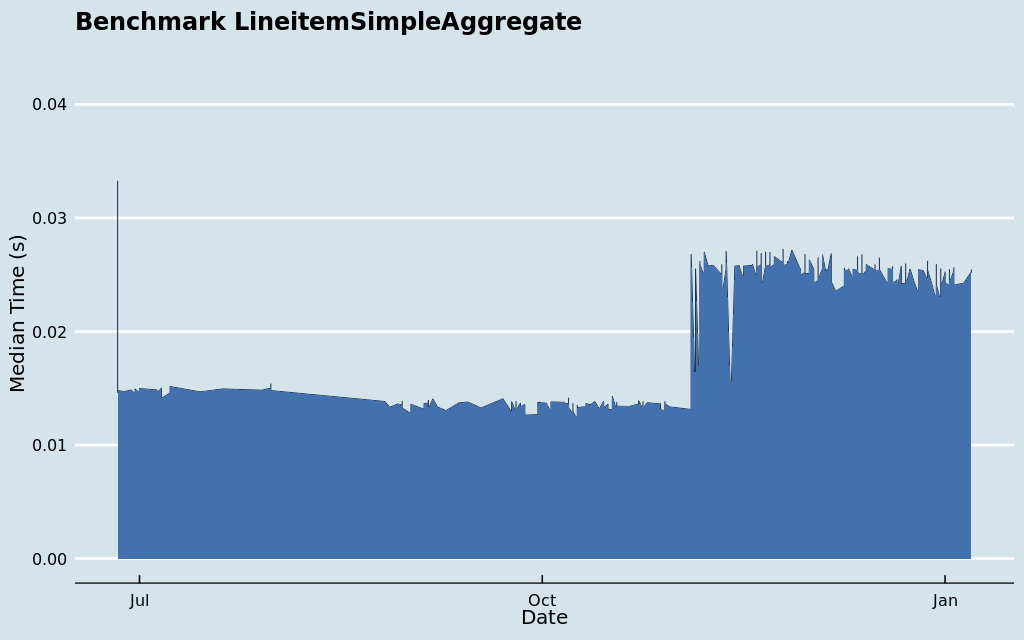 Benchmark LineitemSimpleAggregate
Median Time (s)
0.04
0.03
0.02
0.01
0.00
Jul
Oct
Jan
Date